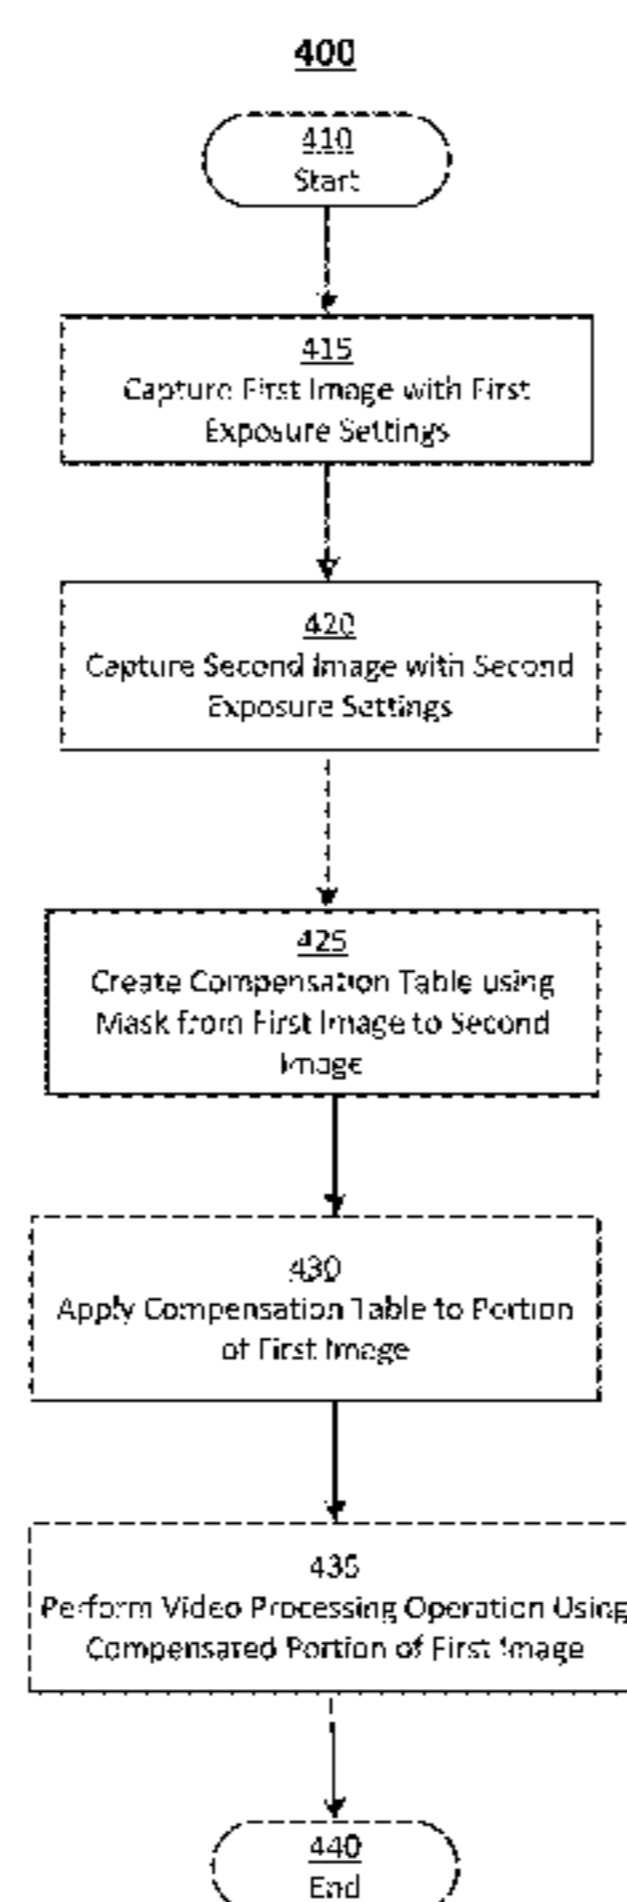 400
410
Start
415
Capture First Image with First
Exposure Settings
420
Capture Second Image with Second
Exposure Settings
425
Create Compensation Table using
Mask from First Image to Second
Image
430
Apply Compensation Table to Portion
of First Image
435
Perform Video Processing Operation Using
Compensated Portion of First Image
440
End